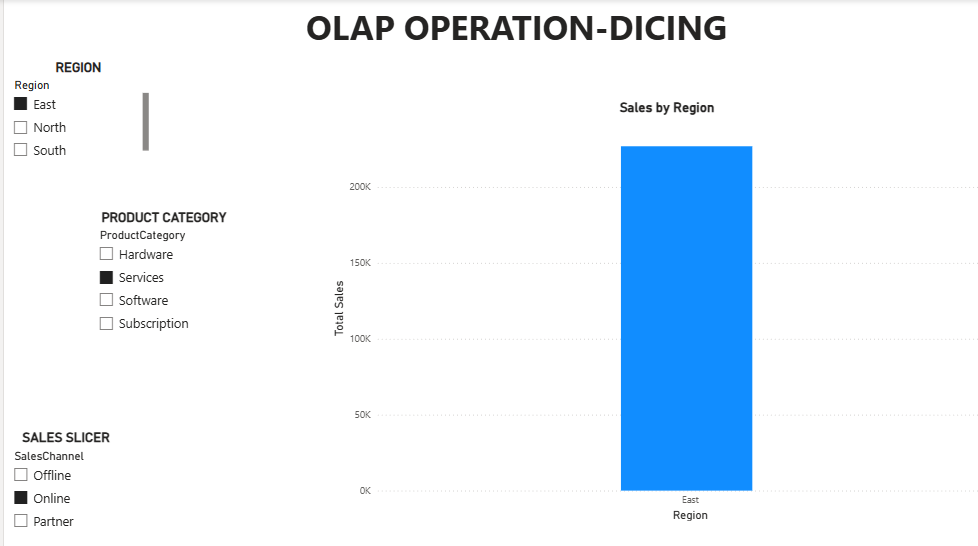 OLAP OPERATION-DICING
REGION
Region
East
North
South
PRODUCT CATEGORY
ProductCategory
Hardware
Services
Software
Subscription
SALES SLICER
SalesChannel
Offline
Online
Partner
Sales by Region
200K
150K
100K
50K
0K
Total Sales
East
Region